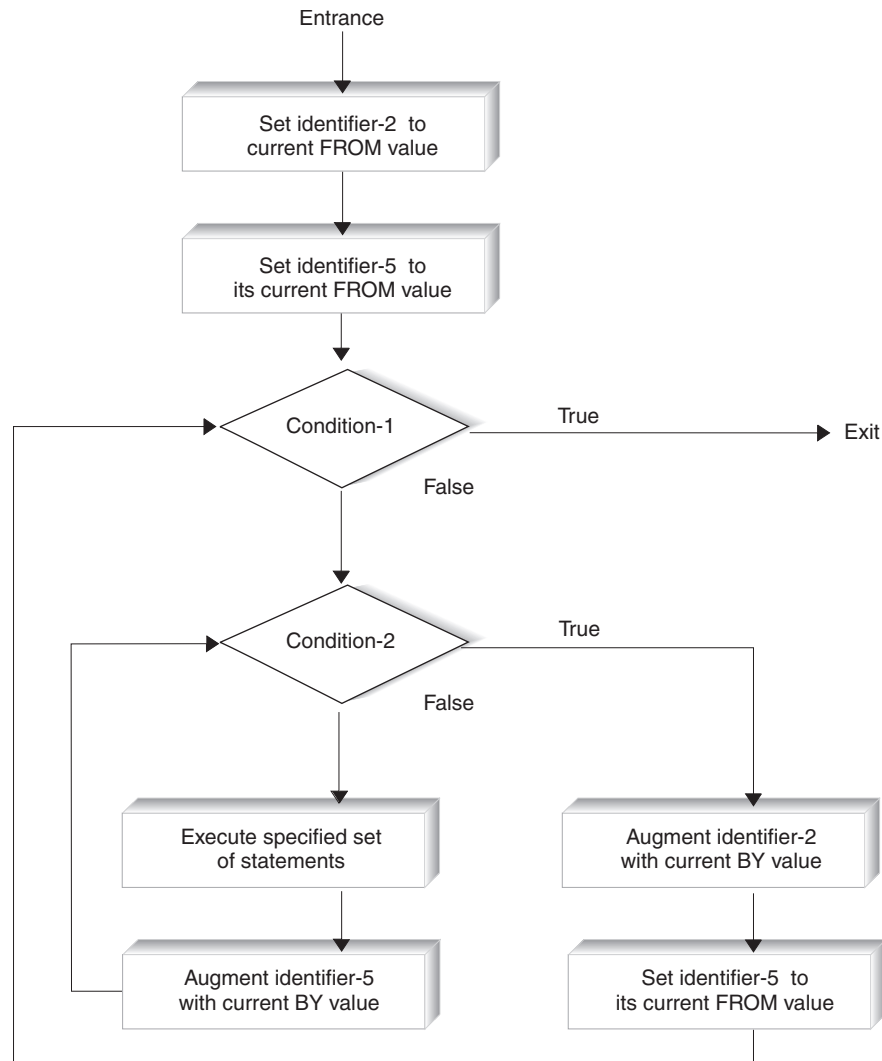 Entrance
Set identifier-2 to
current FROM value
Set identifier-5 to
its current FROM value
Condition-1
True
Exit
False
Condition-2
True
False
Execute specified set
of statements
Augment identifier-2
with current BY value
Augment identifier-5
with current BY value
Set identifier-5 to
its current FROM value